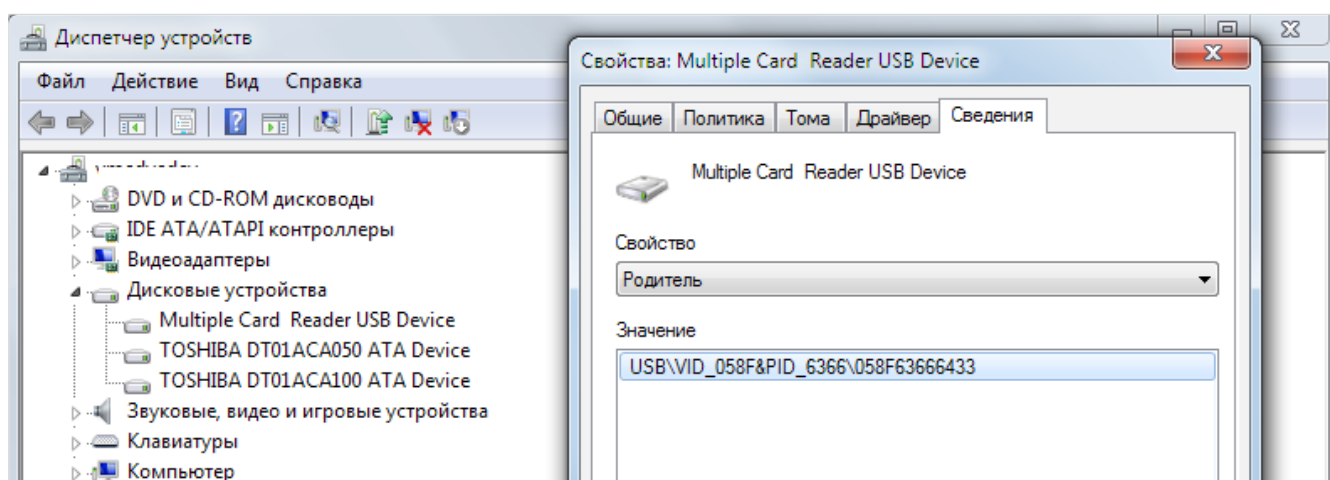 Диспетчер устройств
Файл Действие Вид Справка
DVD и CD-ROM дисководы
IDE ATA/ATAPI контроллеры
Видеоадаптеры
Дисковые устройства
Multiple Card Reader USB Device
TOSHIBA DT01ACA050 ATA Device
TOSHIBA DT01ACA100 ATA Device
Звуковые, видео и игровые устройства
Клавиатуры
Компьютер
Свойства: Multiple Card Reader USB Device
Общие Политика Тома Драйвер Сведения
Multiple Card Reader USB Device
Свойство
Родитель
Значение
USB\VID_058F&PID_6366\058F63666433